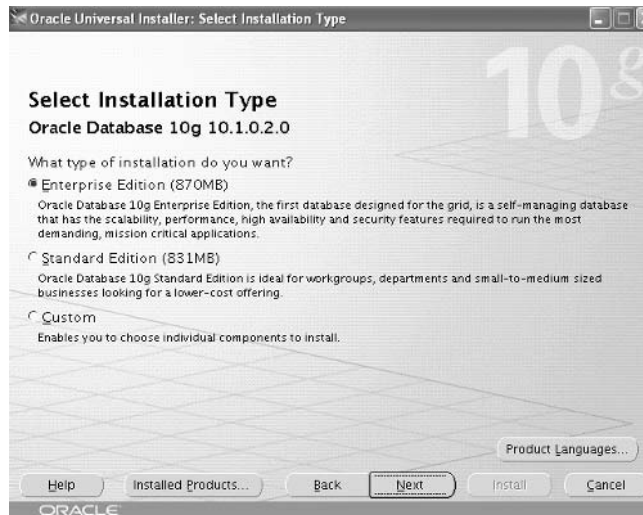 Oracle Universal Installer: Select Installation Type
10g
Select Installation Type
Oracle Database 10g 10.1.0.2.0
What type of installation do you want?
Enterprise Edition (870MB)
Oracle Database 10g Enterprise Edition, the first database designed for the grid, is a self-managing database
that has the scalability, performance, high availability and security features required to run the most
demanding, mission critical applications.
Standard Edition (831MB)
Oracle Database 10g Standard Edition is ideal for workgroups, departments and small-to-medium sized
businesses looking for a lower-cost offering.
Custom
Enables you to choose individual components to install.
Product Languages...
Help Installed Products... Back Next Install Cancel
ORACLE